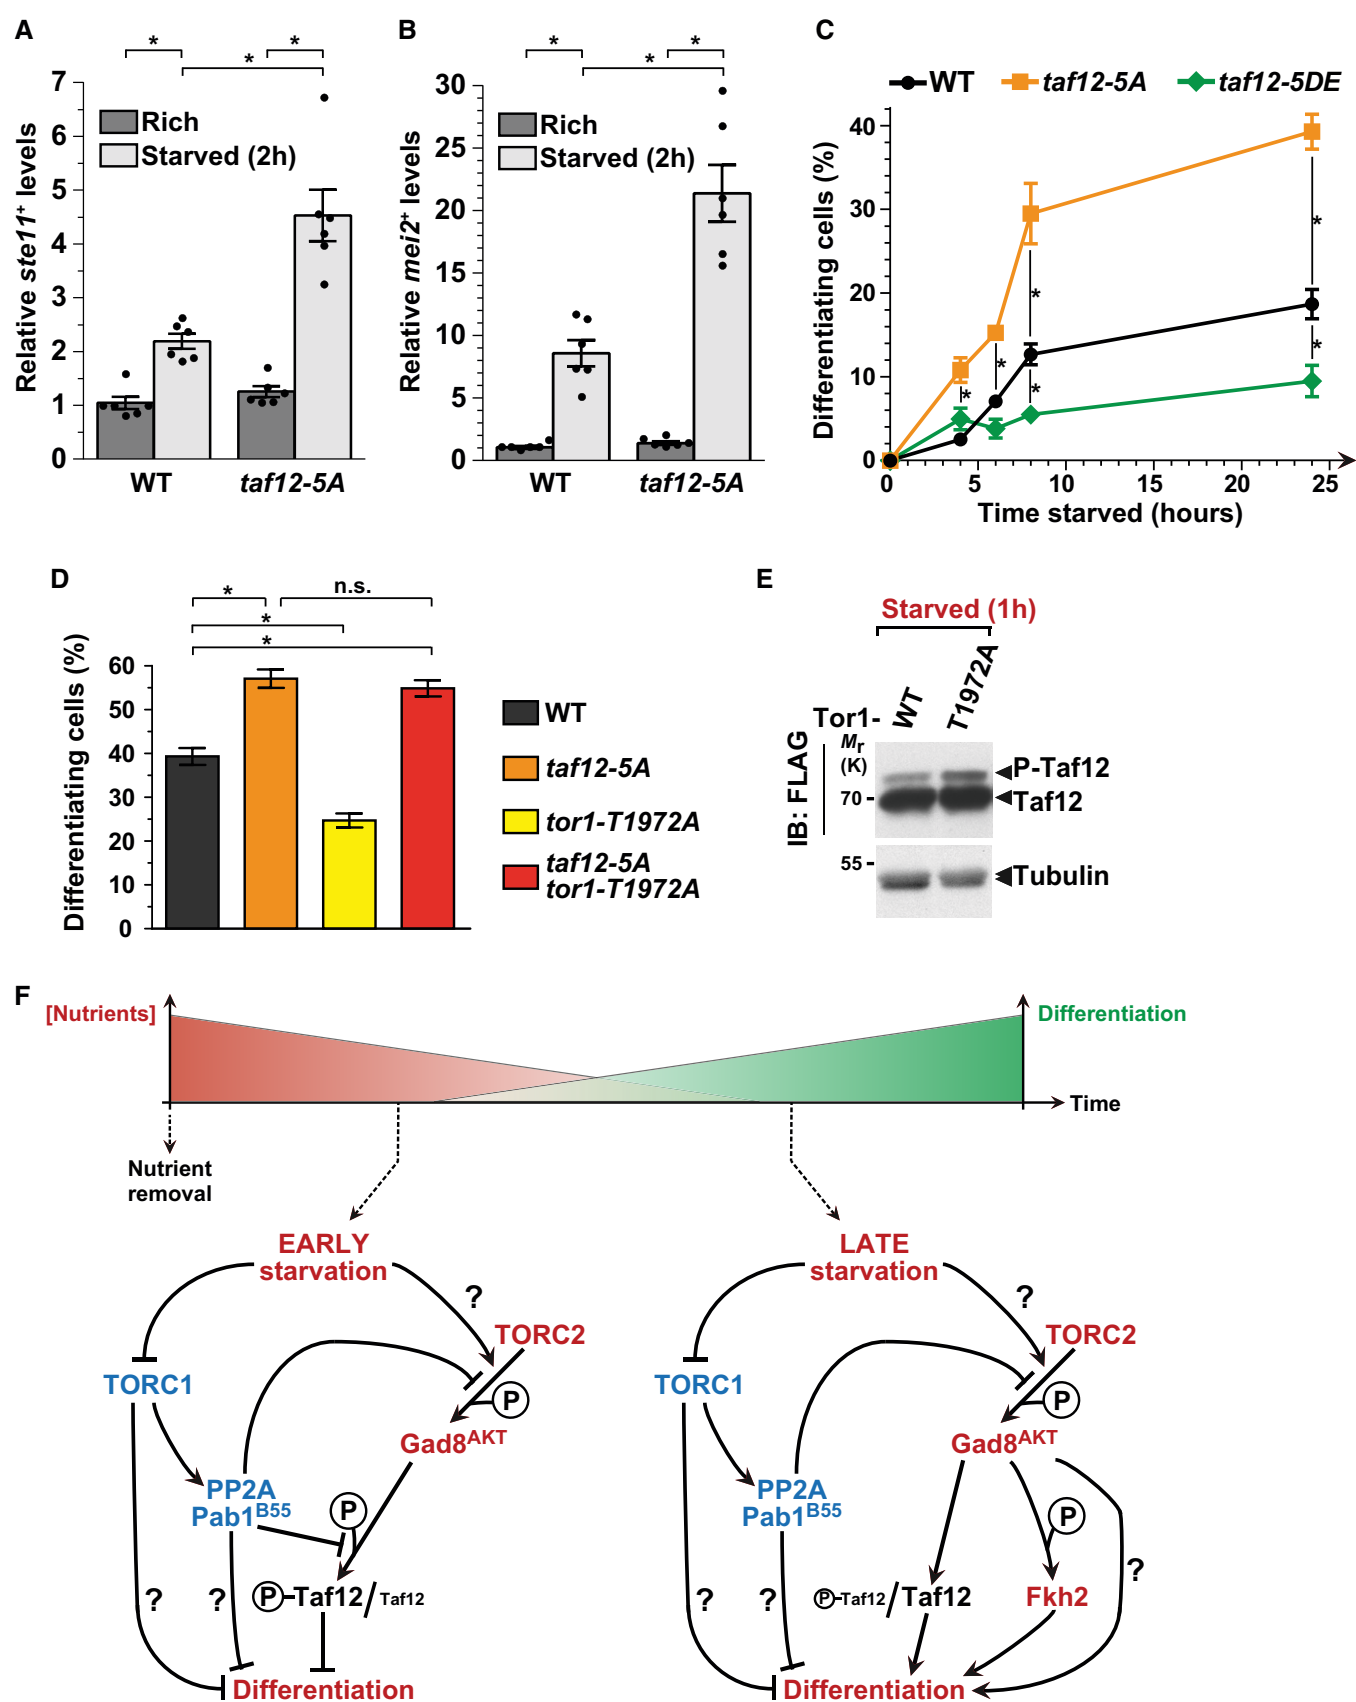 A
*
*
*
Relative ste11+ levels
7
6
5
4
3
2
1
0
Rich
Starved (2h)
WT
taf12-5A
B
*
*
*
Relative mei2+ levels
30
25
20
15
10
5
0
Rich
Starved (2h)
WT
taf12-5A
C
WT
taf12-5A
taf12-5DE
Differentiating cells (%)
40
30
20
10
0
*
*
*
*
*
*
0
5
10
15
20
25
Time starved (hours)
D
*
n.s.
*
*
Differentiating cells (%)
60
50
40
30
20
10
0
WT
taf12-5A
tor1-T1972A
taf12-5A
tor1-T1972A
E
Starved (1h)
Tor1-
WT
T1972A
IB: FLAG
Mr
(K)
70
55
P-Taf12
Taf12
Tubulin
F
[Nutrients]
Differentiation
Time
Nutrient
removal
EARLY
starvation
?
TORC2
TORC1
P
Gad8AKT
PP2A
Pab1B55
P
P-Taf12/Taf12
?
?
Differentiation
LATE
starvation
?
TORC2
TORC1
P
Gad8AKT
PP2A
Pab1B55
P
?
P-Taf12/Taf12
Fkh2
?
?
Differentiation